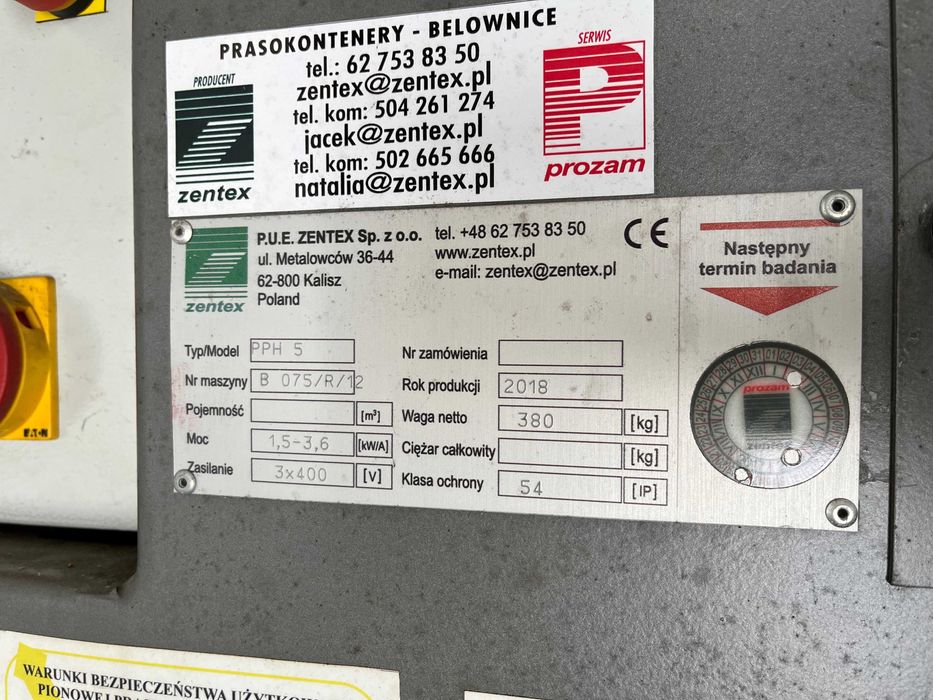 PRASOKONTENERY - BELOWNICE
PRODUCENT
zentex
tel.: 62 753 83 50
zentex@zentex.pl
tel. kom: 504 261 274
jacek@zentex.pl
tel. kom: 502 665 666
natalia@zentex.pl
SERWIS
P
prozam
zentex
P.U.E. ZENTEX Sp. z o.o.
ul. Metalowców 36-44
62-800 Kalisz
Poland
tel. +48 62 753 83 50
www.zentex.pl
e-mail: zentex@zentex.pl
CE
Następny
termin badania
Typ/Model PPH 5
Nr maszyny B 075/R/12
Pojemność [m³]
Moc 1,5-3,6 [kW/A]
Zasilanie 3x400 [V]
Nr zamówienia
Rok produkcji 2018
Waga netto 380 [kg]
Ciężar całkowity [kg]
Klasa ochrony 54 [IP]
prozam
zentex
EATON
WARUNKI BEZPIECZEŃSTWA